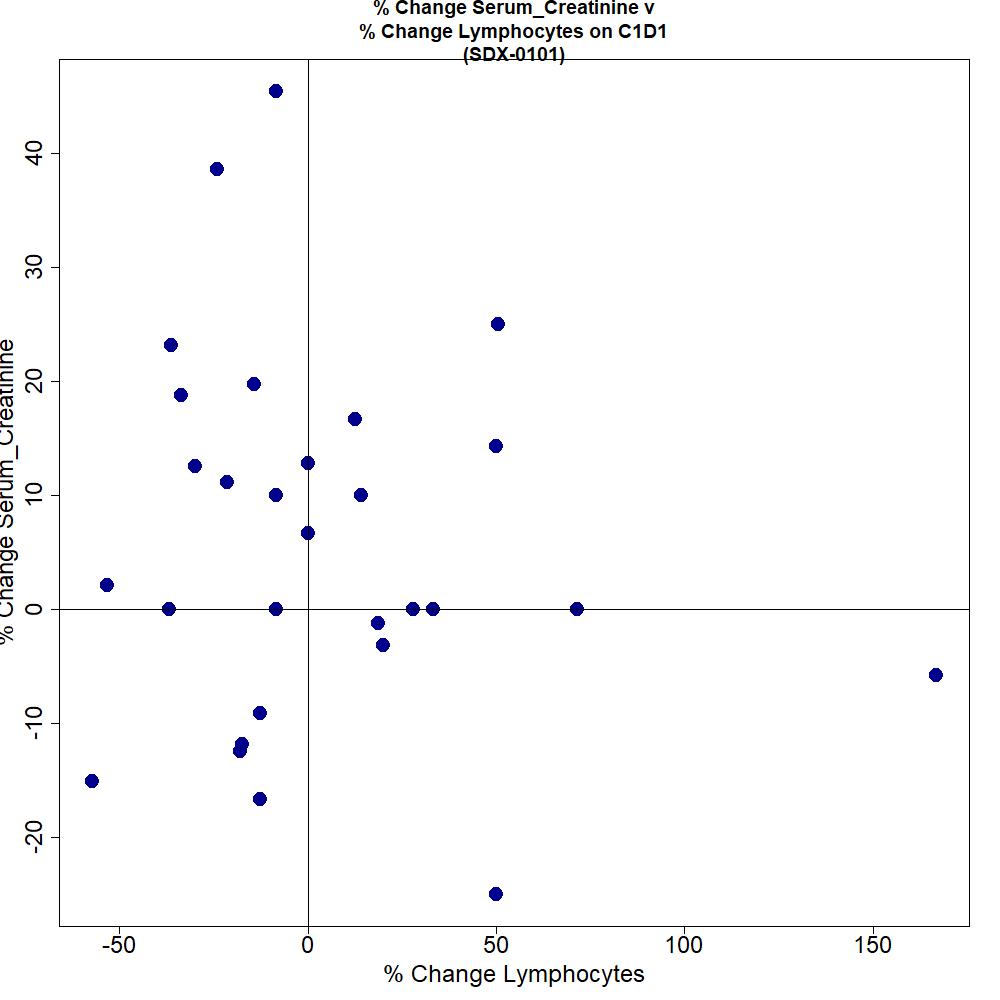 % Change Serum_Creatinine v
% Change Lymphocytes on C1D1
(SDX-0101)
% Change Serum_Creatinine
40
30
20
10
0
-10
-20
-50
0
50
100
150
% Change Lymphocytes